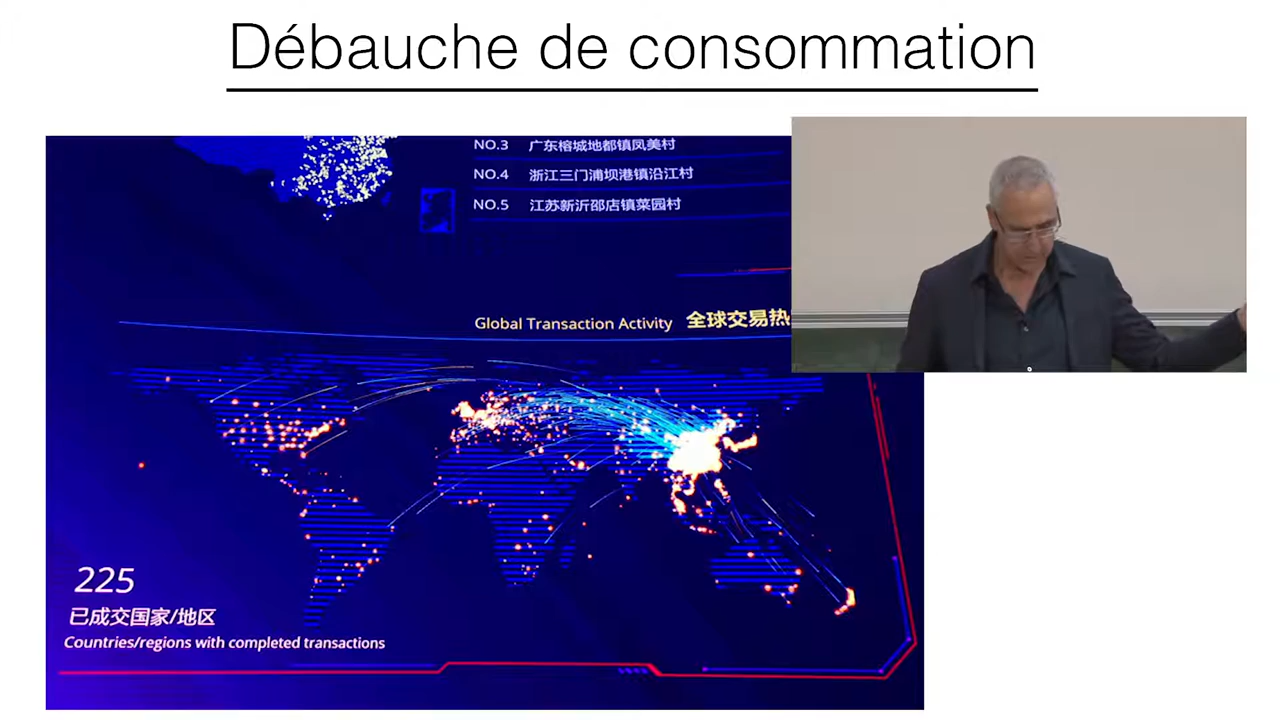 Débauche de consommation
NO.3 广东榕城地都镇凤美村
NO.4 浙江三门浦坝港镇沿江村
NO.5 江苏新沂邵店镇菜园村
Global Transaction Activity 全球交易热
225
已成交国家/地区
Countries/regions with completed transactions